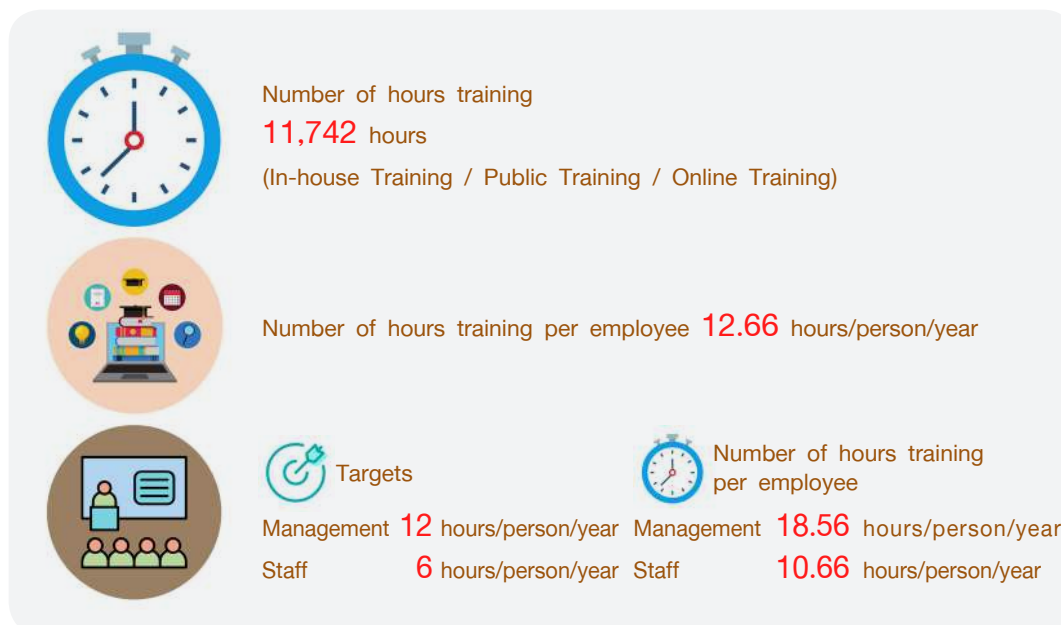 Number of hours training
11,742 hours
(In-house Training / Public Training / Online Training)
Number of hours training per employee 12.66 hours/person/year
Targets
Management 12 hours/person/year
Staff 6 hours/person/year
Number of hours training
per employee
Management 18.56 hours/person/year
Staff 10.66 hours/person/year